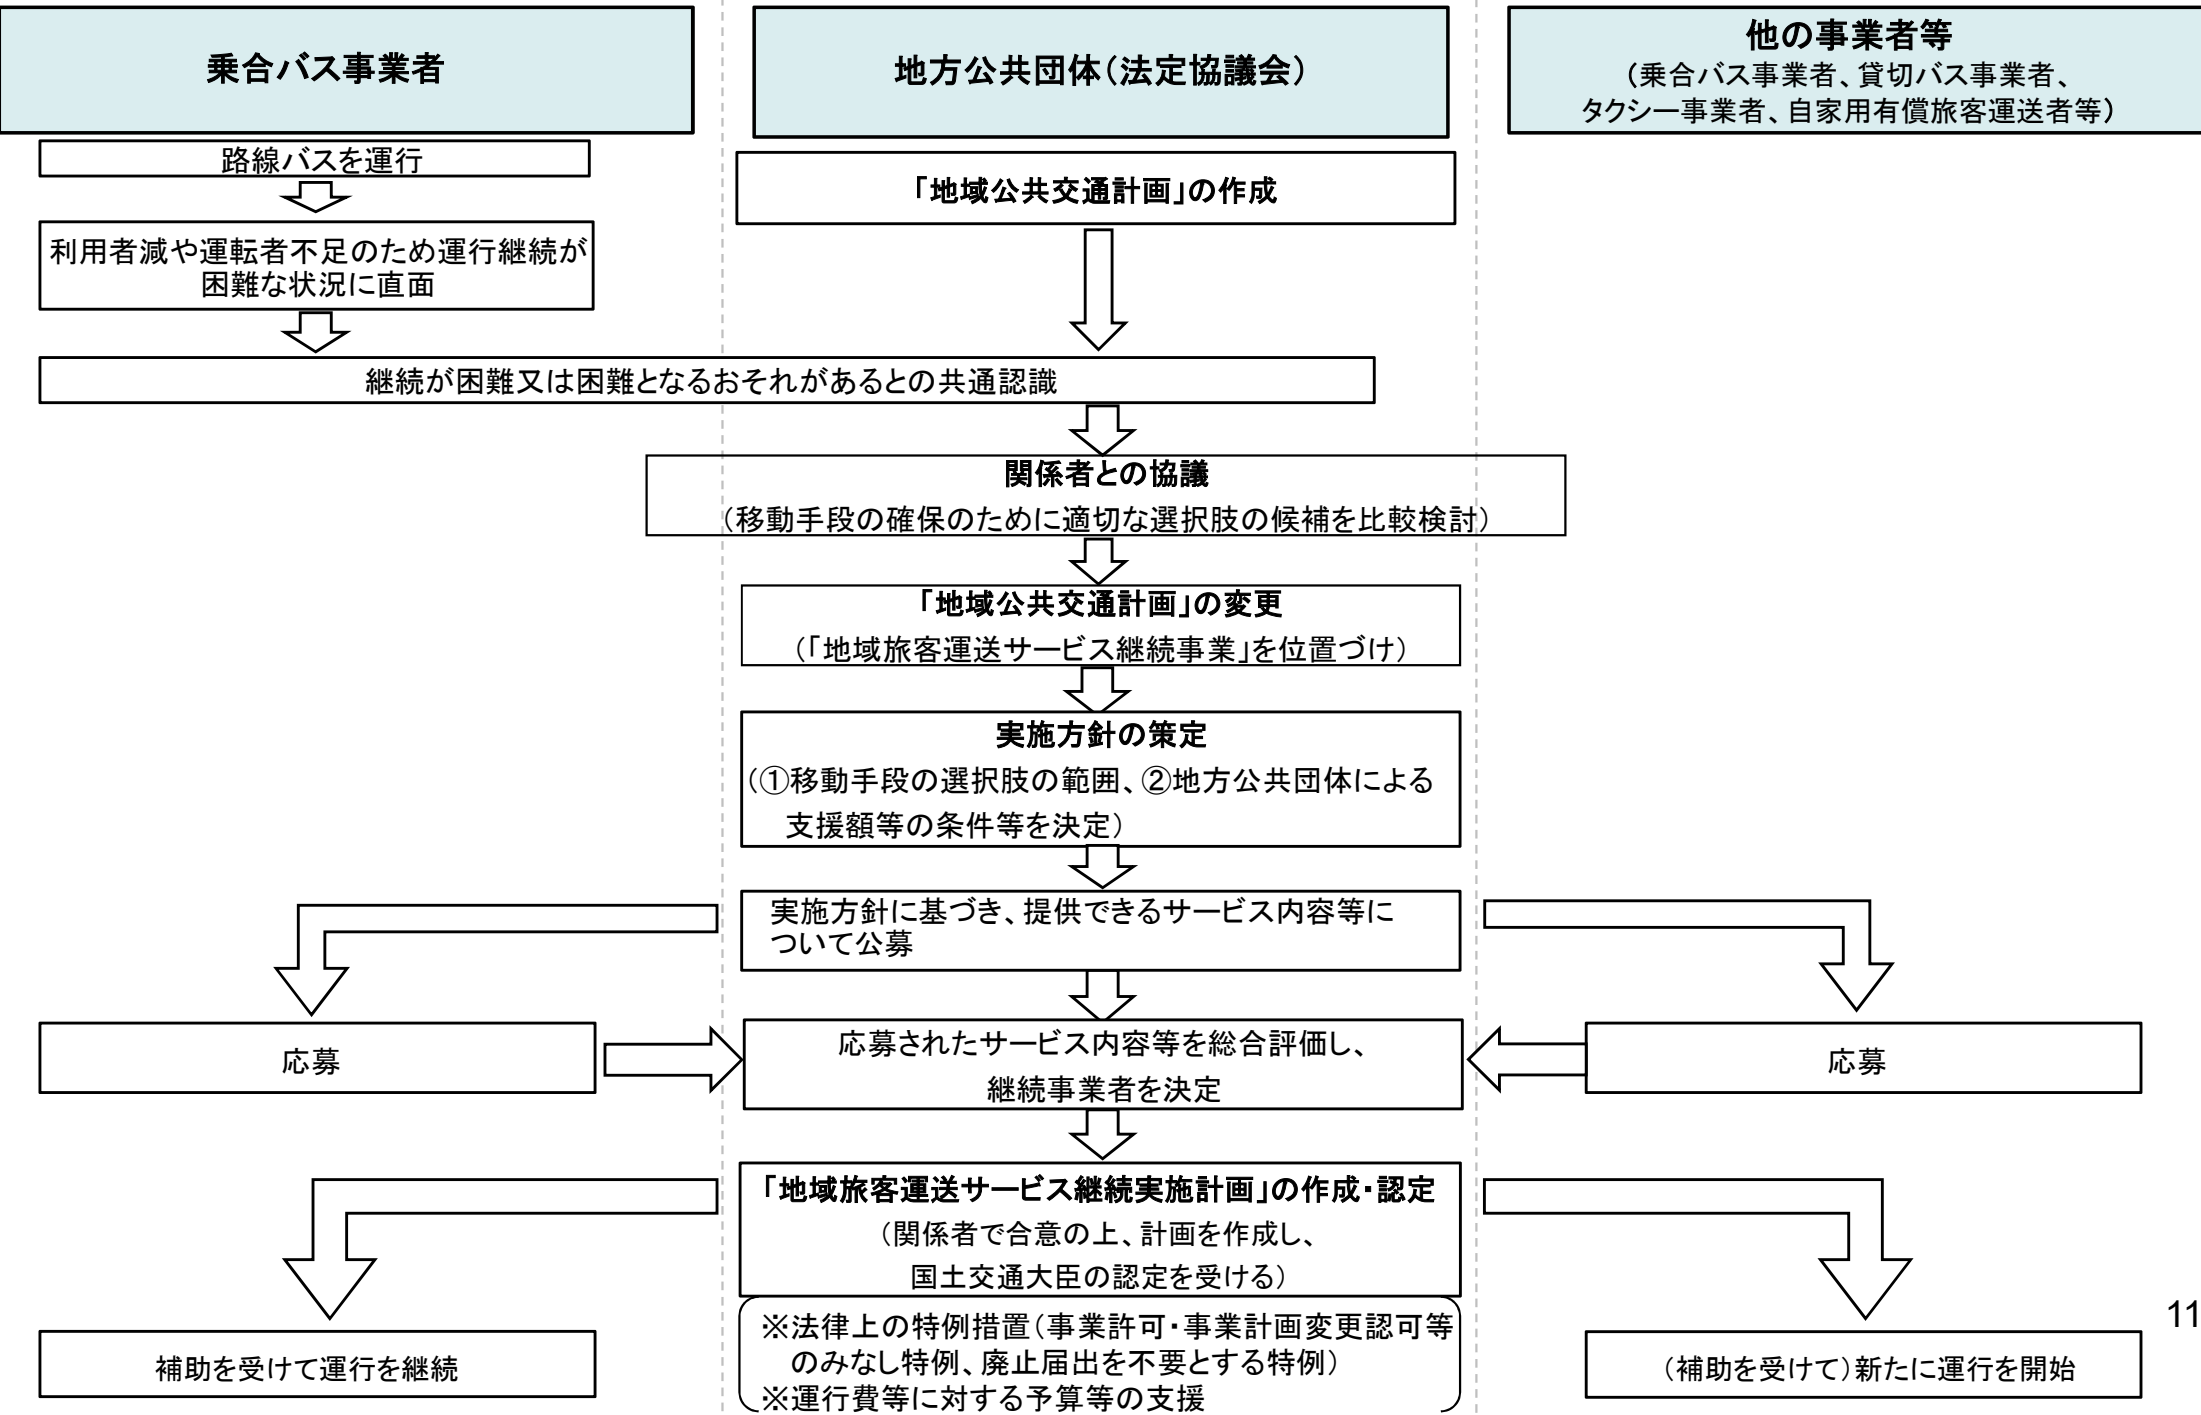 乗合バス事業者
地方公共団体（法定協議会）
他の事業者等
（乗合バス事業者、貸切バス事業者、
タクシー事業者、自家用有償旅客運送者等）
路線バスを運行
「地域公共交通計画」の作成
利用者減や運転者不足のため運行継続が
困難な状況に直面
継続が困難又は困難となるおそれがあるとの共通認識
関係者との協議
（移動手段の確保のために適切な選択肢の候補を比較検討）
「地域公共交通計画」の変更
（「地域旅客運送サービス継続事業」を位置づけ）
実施方針の策定
（①移動手段の選択肢の範囲、②地方公共団体による
支援額等の条件等を決定）
実施方針に基づき、提供できるサービス内容等に
ついて公募
応募
応募されたサービス内容等を総合評価し、
継続事業者を決定
応募
「地域旅客運送サービス継続実施計画」の作成・認定
（関係者で合意の上、計画を作成し、
国土交通大臣の認定を受ける）
※法律上の特例措置（事業許可・事業計画変更認可等
のみなし特例、廃止届出を不要とする特例）
※運行費等に対する予算等の支援
補助を受けて運行を継続
（補助を受けて）新たに運行を開始
11